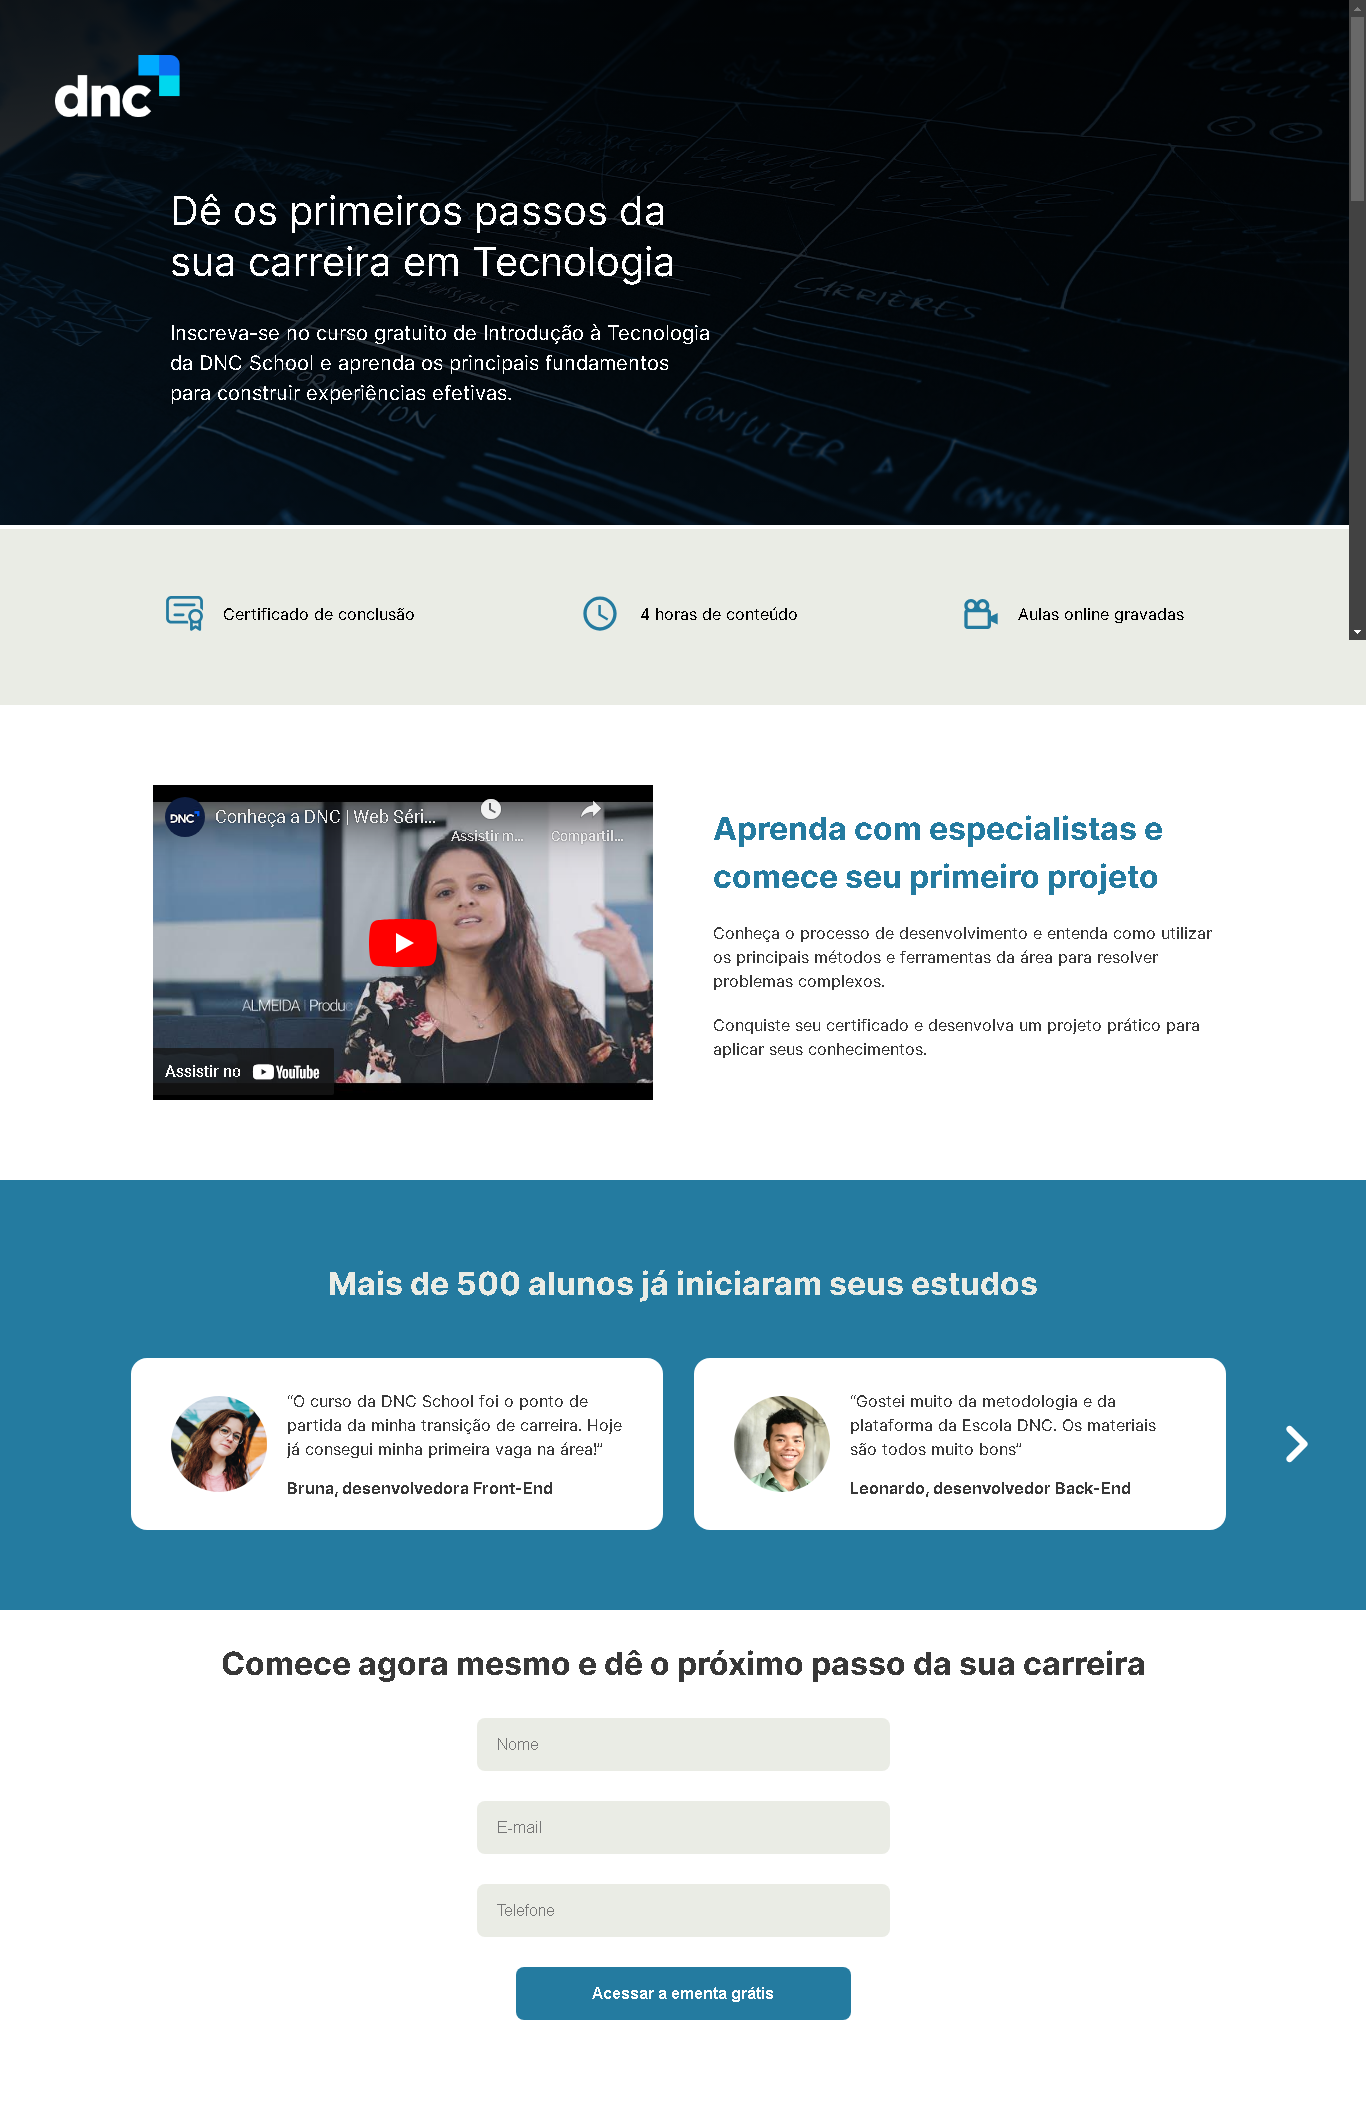 dnc
Dê os primeiros passos da
sua carreira em Tecnologia
LA PUISSANCE
CARRIÈRES
Inscreva-se no curso gratuito de Introdução à Tecnologia
da DNC School e aprenda os principais fundamentos
para construir experiências efetivas.
FORMATION
CONSULTER
CONSULTER
Certificado de conclusão
4 horas de conteúdo
Aulas online gravadas
DNC
Conheça a DNC | Web Séri...
Assistir m...
Compartil...
ALMEIDA | Produc
Assistir no YouTube
Aprenda com especialistas e
comece seu primeiro projeto
Conheça o processo de desenvolvimento e entenda como utilizar
os principais métodos e ferramentas da área para resolver
problemas complexos.
Conquiste seu certificado e desenvolva um projeto prático para
aplicar seus conhecimentos.
Mais de 500 alunos já iniciaram seus estudos
“O curso da DNC School foi o ponto de
partida da minha transição de carreira. Hoje
já consegui minha primeira vaga na área!”
Bruna, desenvolvedora Front-End
“Gostei muito da metodologia e da
plataforma da Escola DNC. Os materiais
são todos muito bons”
Leonardo, desenvolvedor Back-End
Comece agora mesmo e dê o próximo passo da sua carreira
Nome
E-mail
Telefone
Acessar a ementa grátis